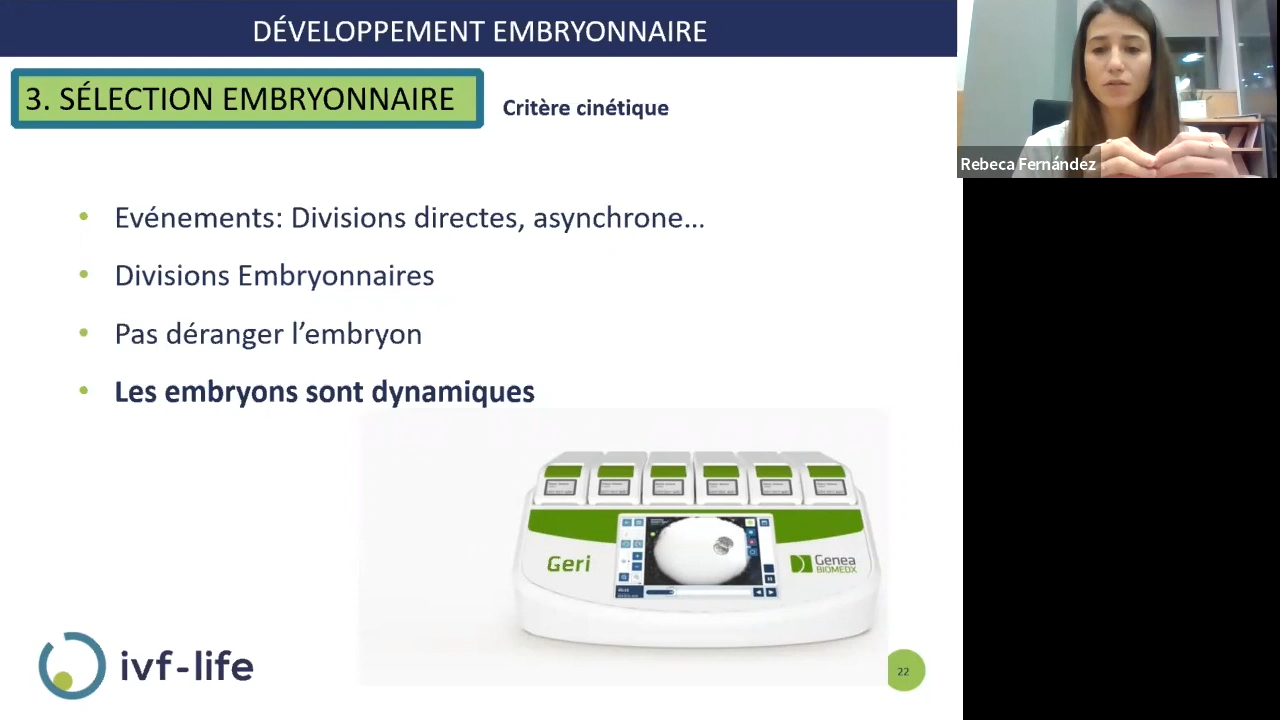 DÉVELOPPEMENT EMBRYONNAIRE
3. SÉLECTION EMBRYONNAIRE
Critère cinétique
Rebeca Fernández
• Evénements: Divisions directes, asynchrone...
• Divisions Embryonnaires
• Pas déranger l’embryon
• Les embryons sont dynamiques
Geri
Genea
BIOMEDX
ivf-life
22